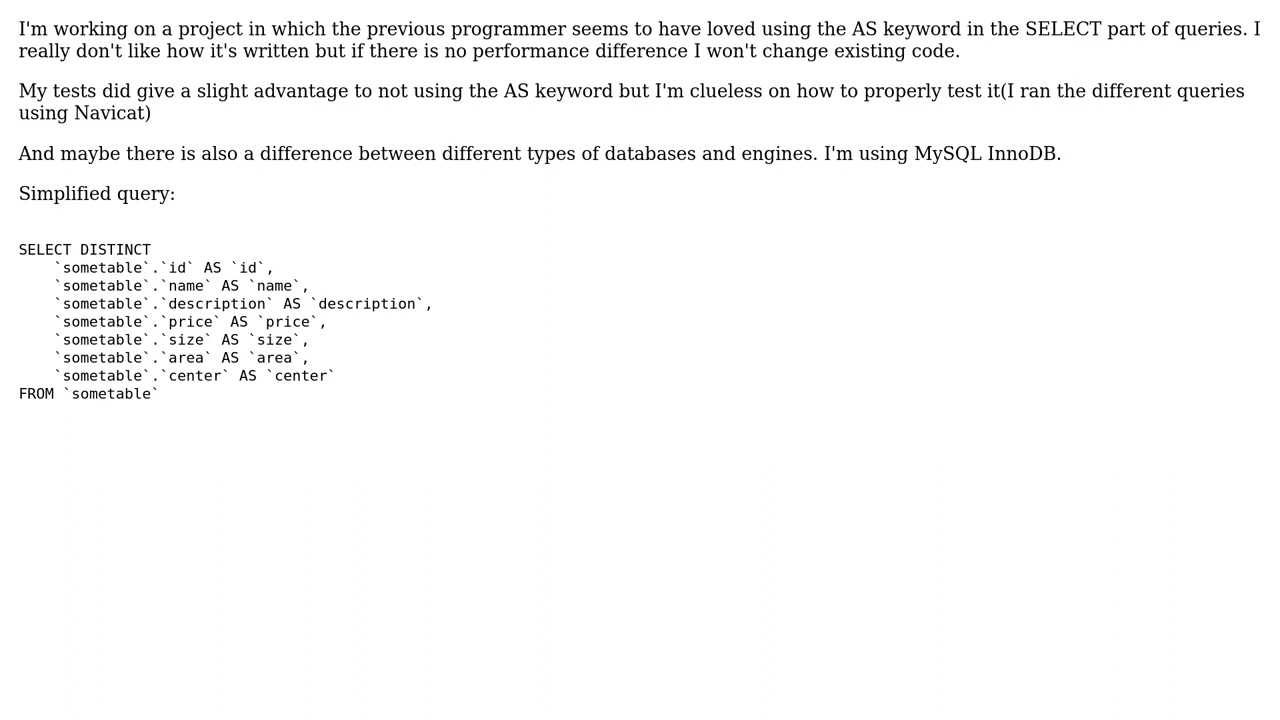 I'm working on a project in which the previous programmer seems to have loved using the AS keyword in the SELECT part of queries. I
really don't like how it's written but if there is no performance difference I won't change existing code.
My tests did give a slight advantage to not using the AS keyword but I'm clueless on how to properly test it(I ran the different queries
using Navicat)
And maybe there is also a difference between different types of databases and engines. I'm using MySQL InnoDB.
Simplified query:
SELECT DISTINCT
    `sometable`.`id` AS `id`,
    `sometable`.`name` AS `name`,
    `sometable`.`description` AS `description`,
    `sometable`.`price` AS `price`,
    `sometable`.`size` AS `size`,
    `sometable`.`area` AS `area`,
    `sometable`.`center` AS `center`
FROM `sometable`